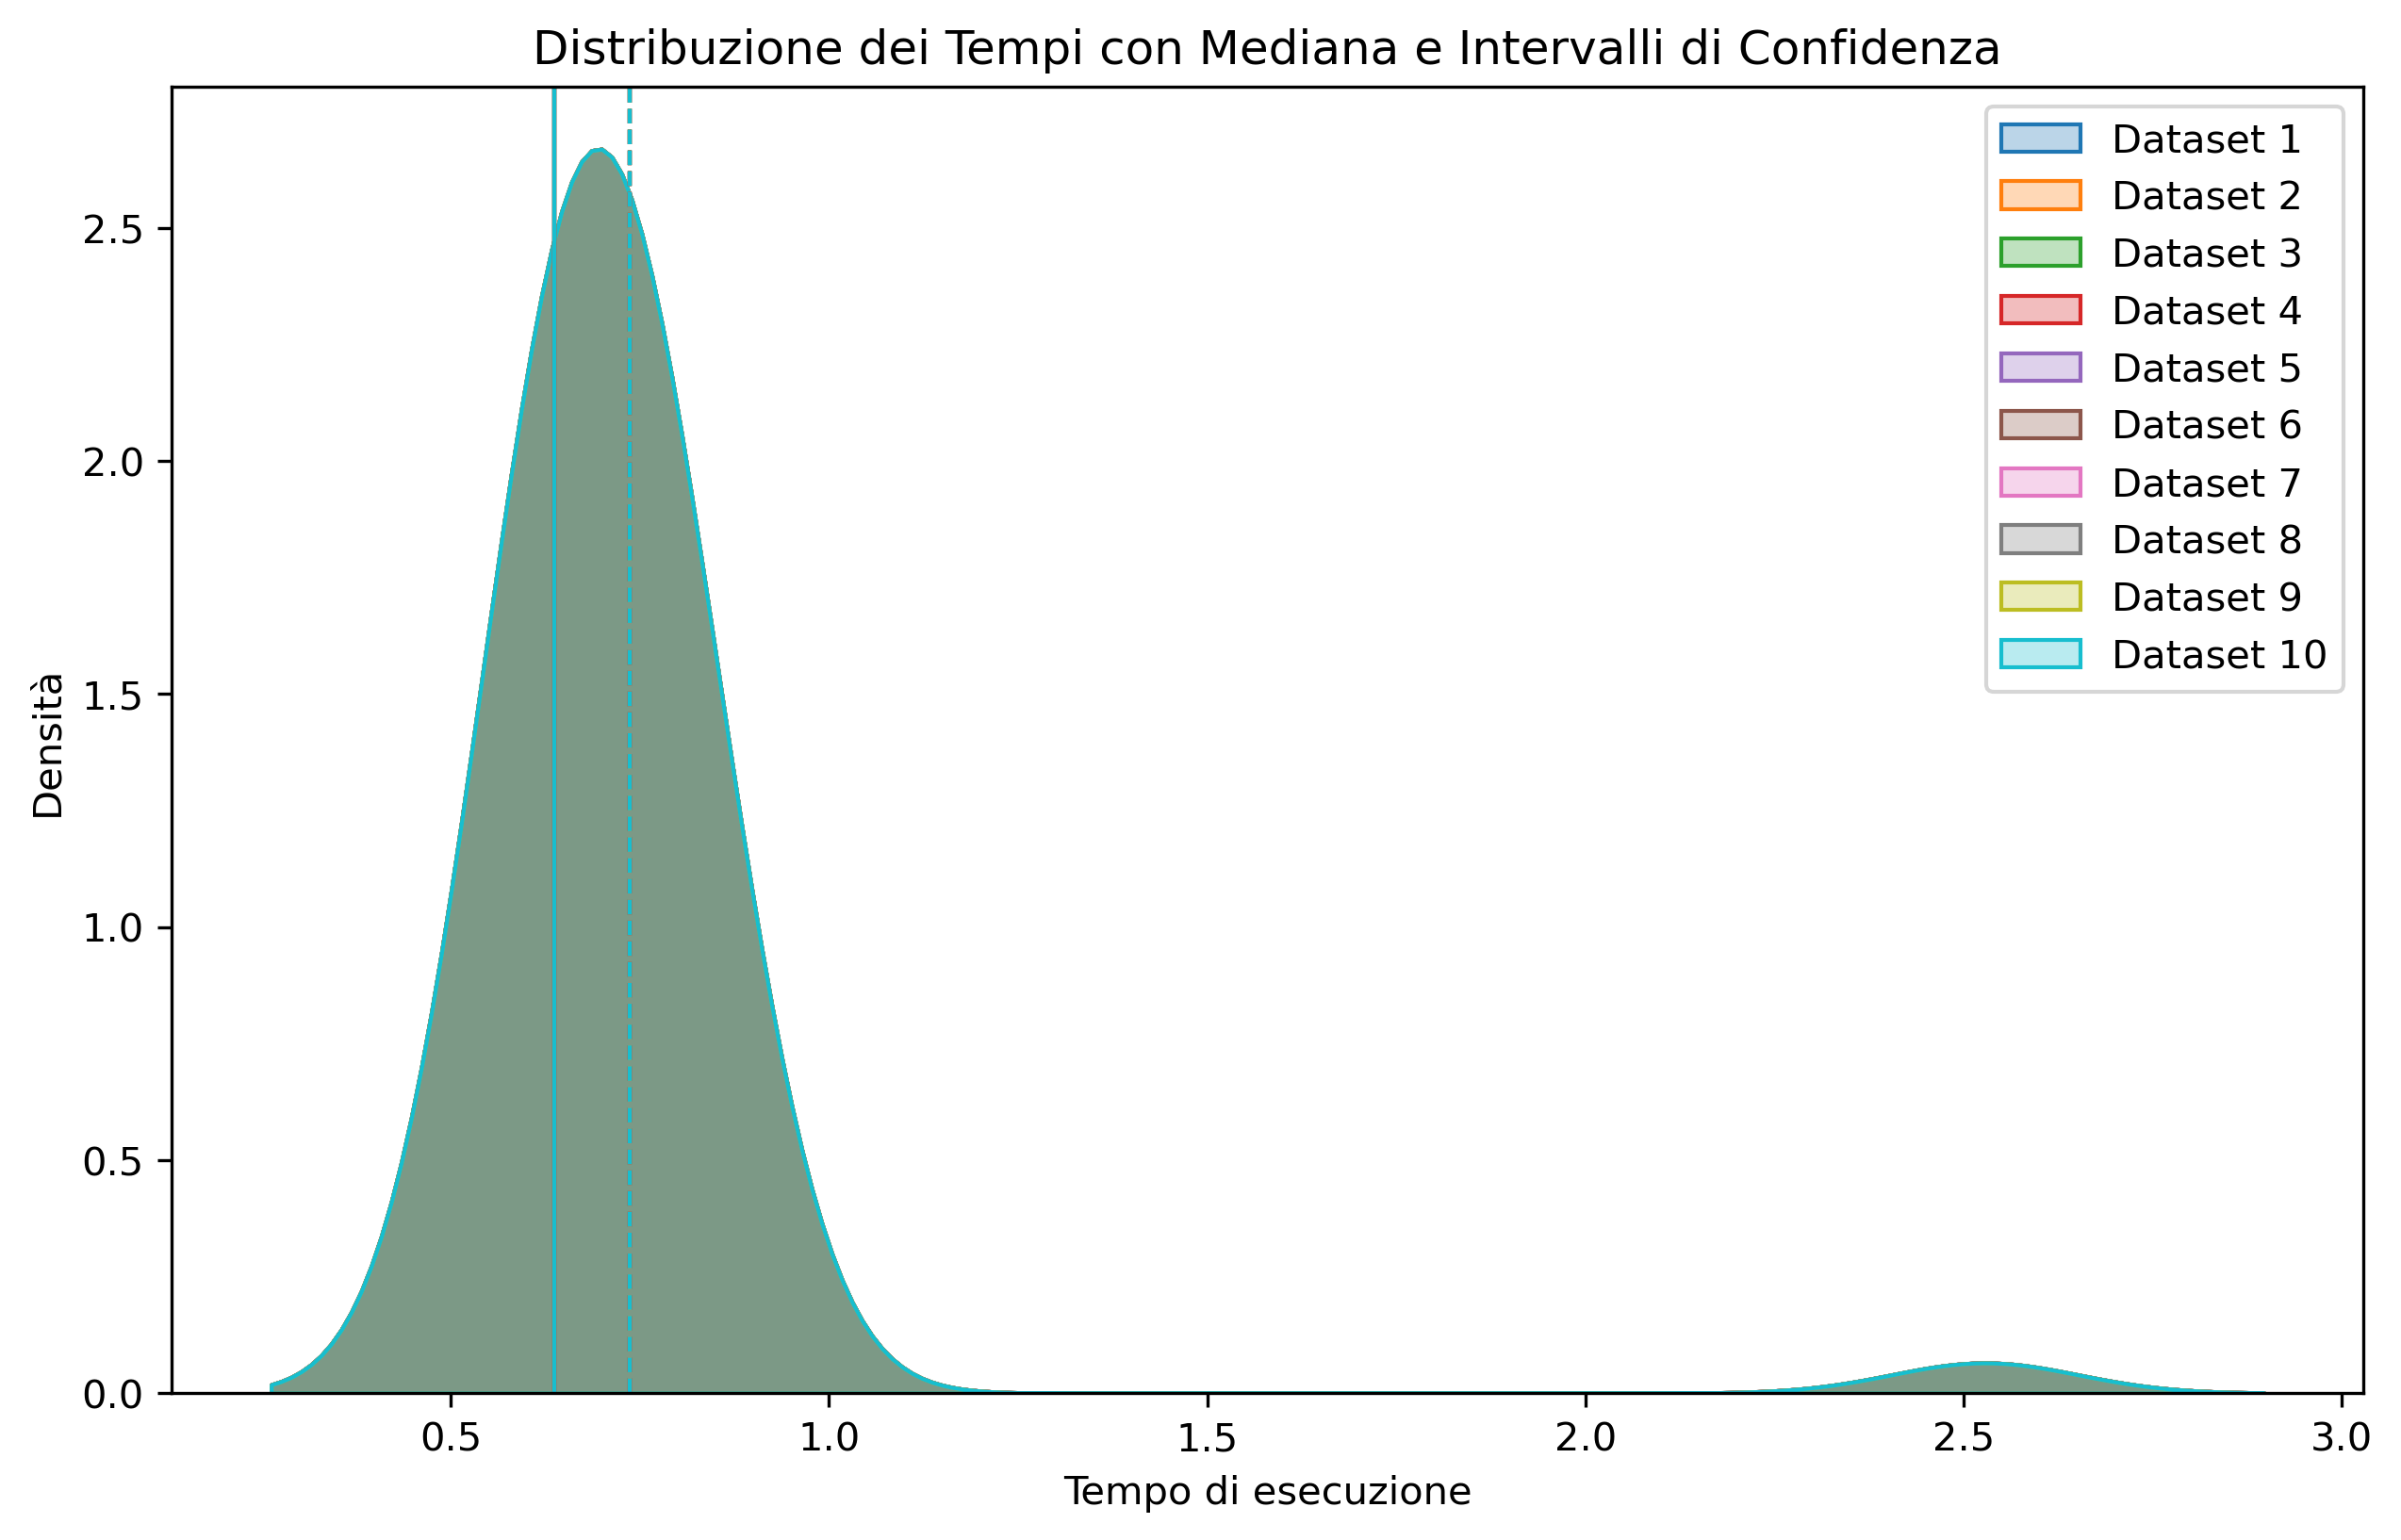 Distribuzione dei Tempi con Mediana e Intervalli di Confidenza
Dataset 1
Dataset 2
Dataset 3
Dataset 4
Dataset 5
Dataset 6
Dataset 7
Dataset 8
Dataset 9
Dataset 10
Densità
2.5
2.0
1.5
1.0
0.5
0.0
0.5
1.0
1.5
2.0
2.5
3.0
Tempo di esecuzione